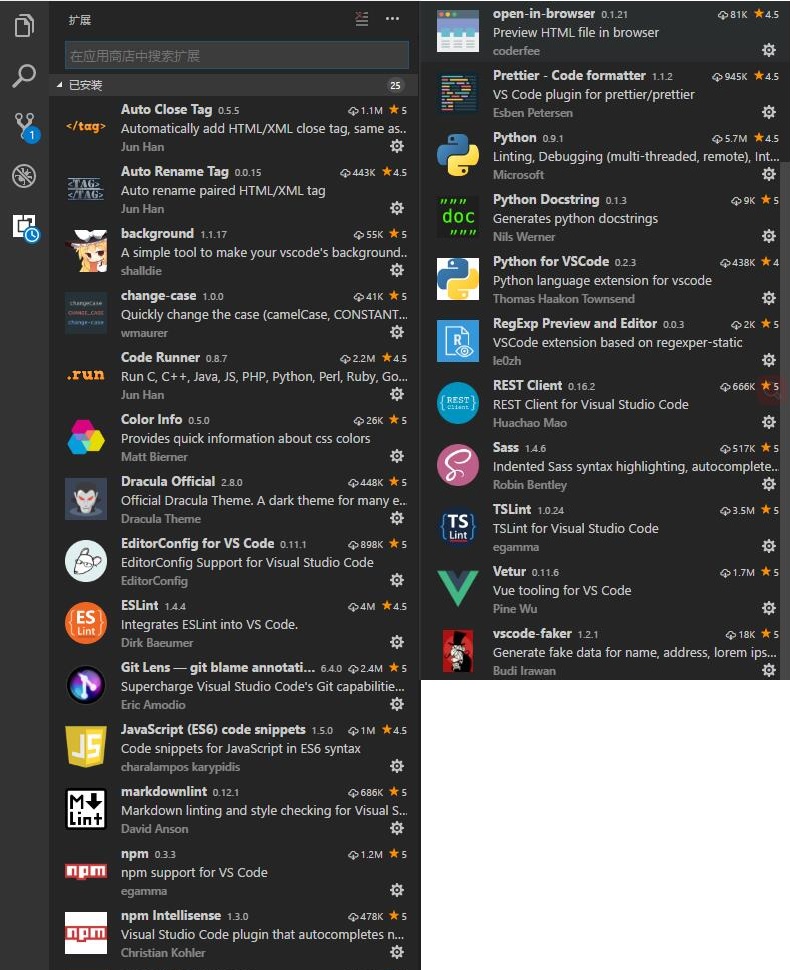 扩展
在应用商店中搜索扩展
已安装 25
1
Auto Close Tag 0.5.5 1.1M 5
</tag>
Automatically add HTML/XML close tag, same as..
Jun Han
Auto Rename Tag 0.0.15 443K 4.5
<TAG>
</TAG>
Auto rename paired HTML/XML tag
Jun Han
background 1.1.17 55K 5
A simple tool to make your vscode's background..
shalldie
change-case 1.0.0 41K 5
changeCase
CHANGE_CASE
change-case
Quickly change the case (camelCase, CONSTANT...
wmaurer
Code Runner 0.8.7 2.2M 4.5
.run
Run C, C++, Java, JS, PHP, Python, Perl, Ruby, Go...
Jun Han
Color Info 0.5.0 26K 5
Provides quick information about css colors
Matt Bierner
Dracula Official 2.8.0 448K 5
Official Dracula Theme. A dark theme for many e...
Dracula Theme
EditorConfig for VS Code 0.11.1 898K 5
EditorConfig Support for Visual Studio Code
EditorConfig
ESLint 1.4.4 4M 4.5
ES
Lint
Integrates ESLint into VS Code.
Dirk Baeumer
Git Lens — git blame annotati... 6.4.0 2.4M 5
Supercharge Visual Studio Code's Git capabilitie...
Eric Amodio
JavaScript (ES6) code snippets 1.5.0 1M 4.5
JS
Code snippets for JavaScript in ES6 syntax
charalampos karypidis
markdownlint 0.12.1 686K 5
M
Lint
Markdown linting and style checking for Visual S...
David Anson
npm 0.3.3 1.2M 5
npm
npm support for VS Code
egamma
npm Intellisense 1.3.0 478K 5
npm
Visual Studio Code plugin that autocompletes n...
Christian Kohler
open-in-browser 0.1.21 81K 4.5
Preview HTML file in browser
coderfee
Prettier - Code formatter 1.1.2 945K 4.5
VS Code plugin for prettier/prettier
Esben Petersen
Python 0.9.1 5.7M 4.5
Linting, Debugging (multi-threaded, remote), Int...
Microsoft
Python Docstring 0.1.3 9K 5
"""
doc
"""
Generates python docstrings
Nils Werner
Python for VSCode 0.2.3 438K 4
Python language extension for vscode
Thomas Haakon Townsend
RegExp Preview and Editor 0.0.3 2K 5
R
VSCode extension based on regexper-static
le0zh
REST Client 0.16.2 666K 5
{REST}
Client
REST Client for Visual Studio Code
Huachao Mao
Sass 1.4.6 517K 5
Indented Sass syntax highlighting, autocomplete...
Robin Bentley
TSLint 1.0.24 3.5M 5
TS
Lint
TSLint for Visual Studio Code
egamma
Vetur 0.11.6 1.7M 5
Vue tooling for VS Code
Pine Wu
vscode-faker 1.2.1 18K 5
Generate fake data for name, address, lorem ips...
Budi Irawan